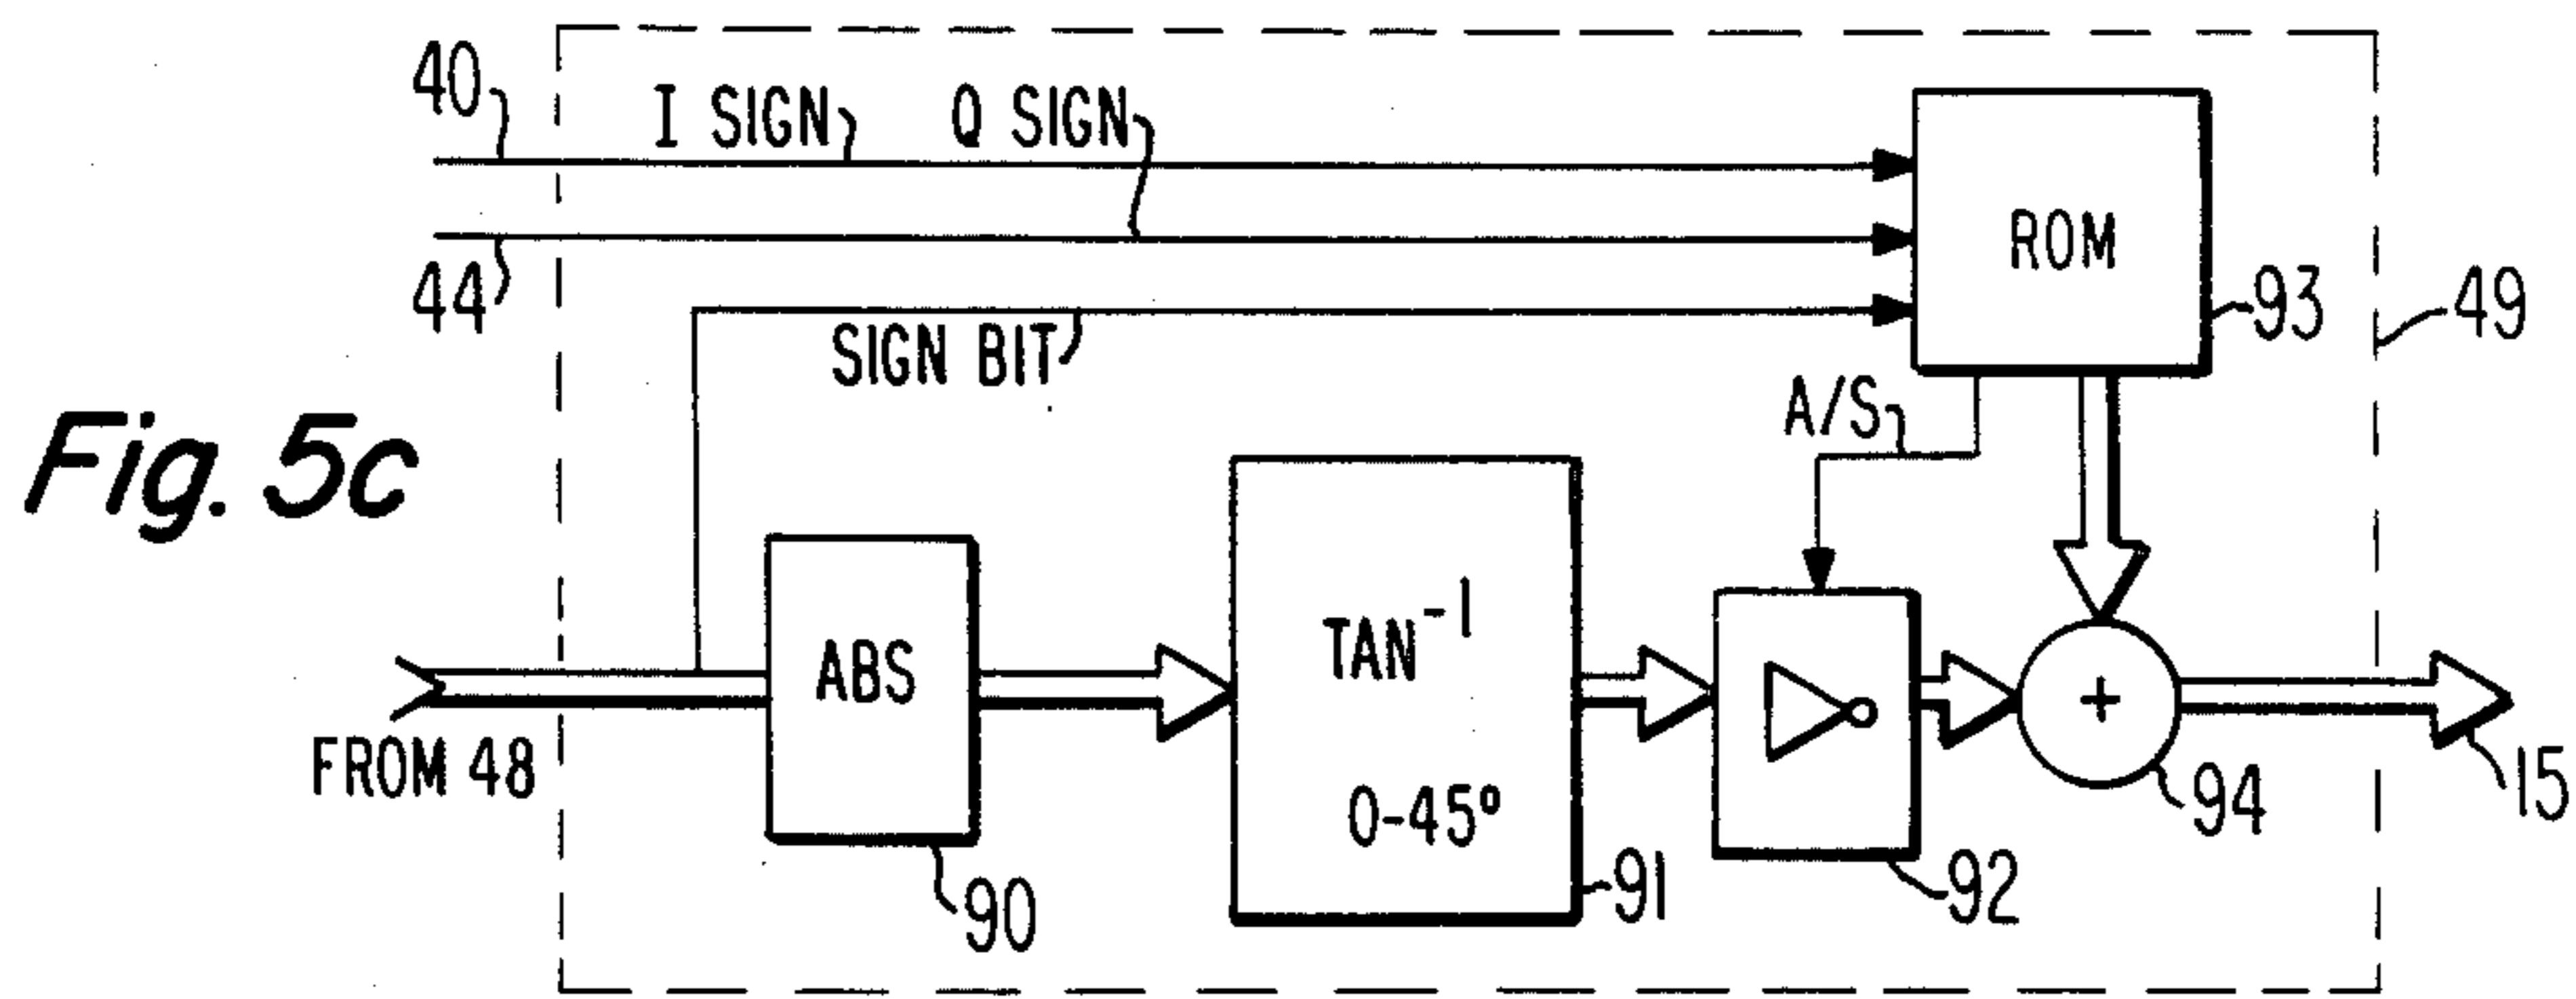 40
I SIGN
Q SIGN
44
ROM
93
49
SIGN BIT
A/S
Fig. 5c
ABS
TAN⁻¹
0-45°
+
FROM 48
90
91
92
94
15